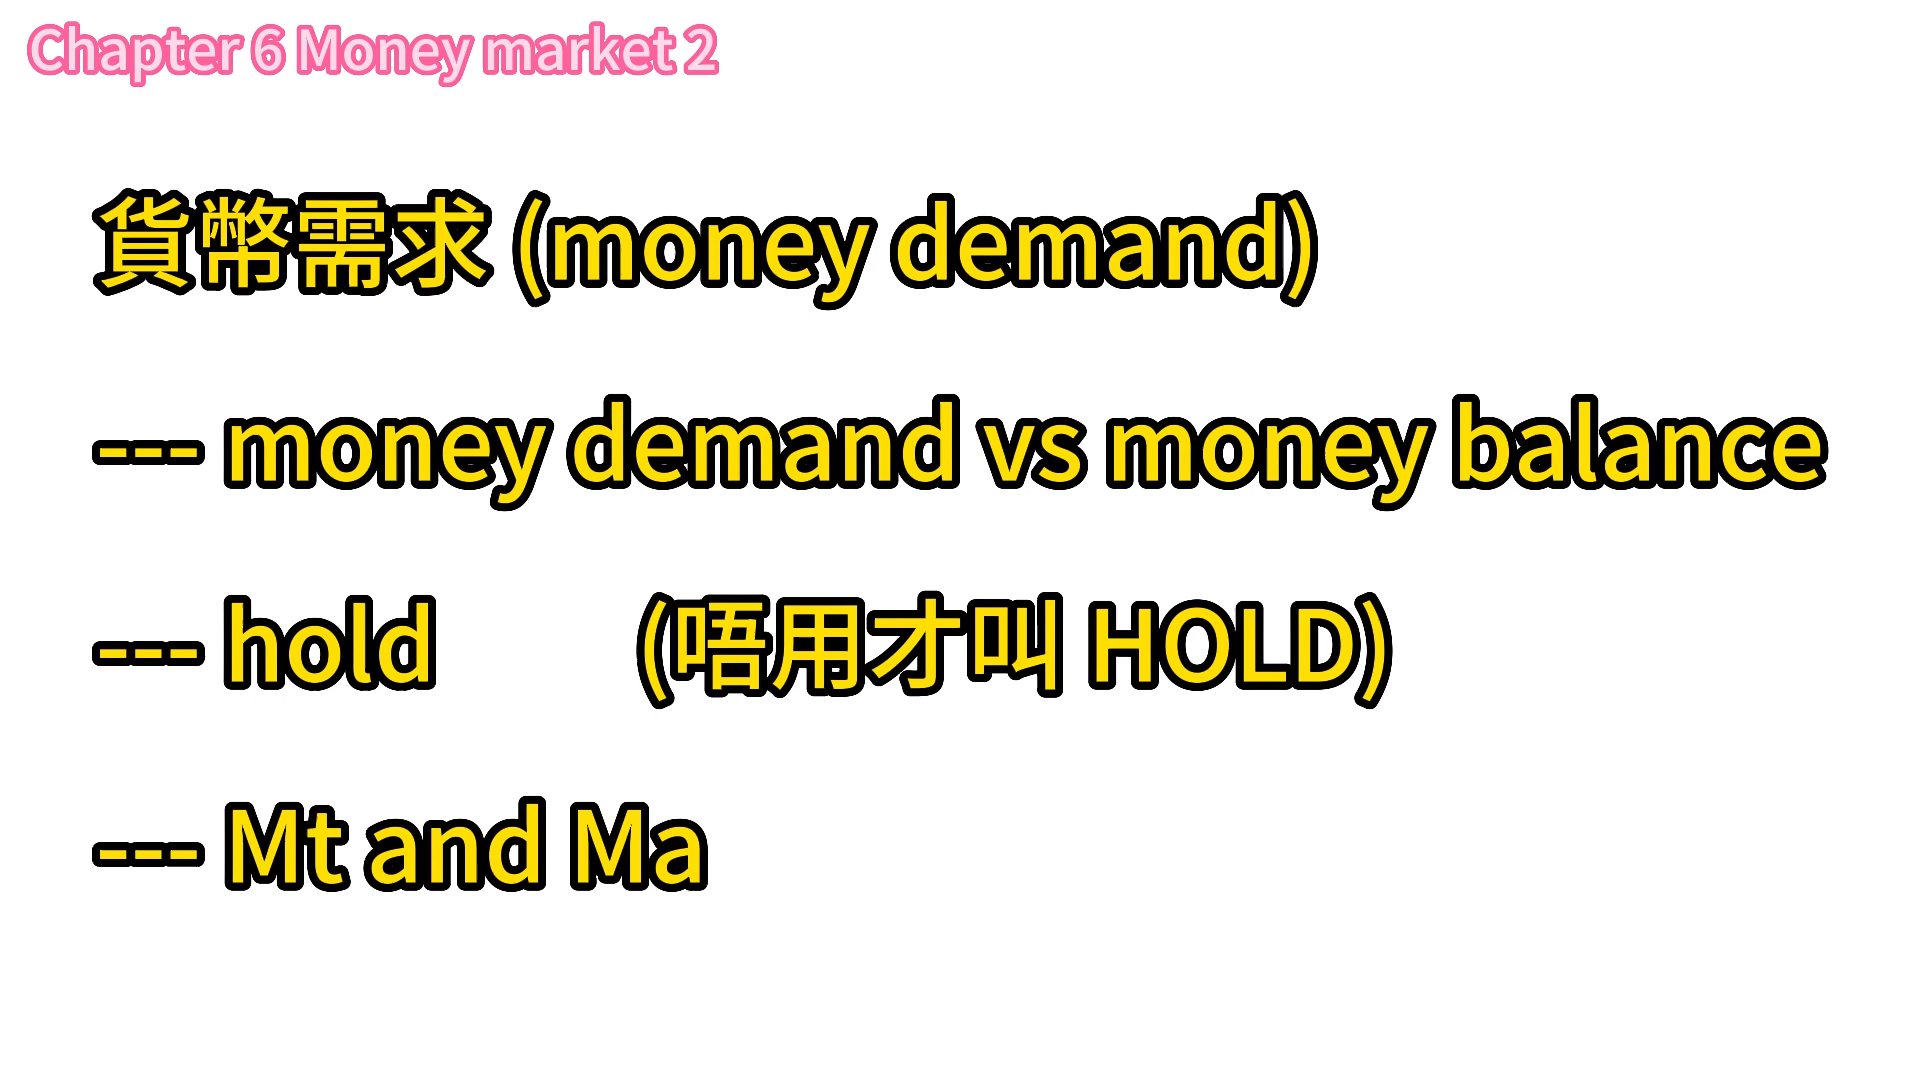 Chapter 6 Money market 2
貨幣需求 (money demand)
--- money demand vs money balance
--- hold (唔用才叫 HOLD)
--- Mt and Ma